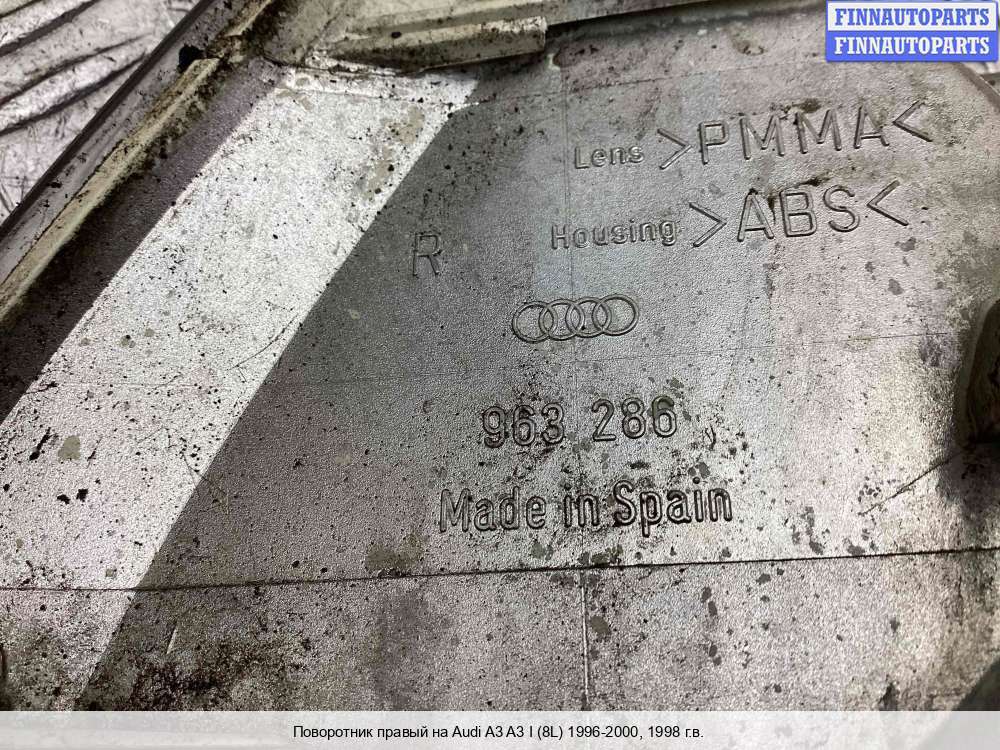 FINNAUTOPARTS
FINNAUTOPARTS
Lens >PMMA<
R Housing >ABS<
963 286
Made in Spain
Поворотник правый на Audi A3 A3 I (8L) 1996-2000, 1998 г.в.